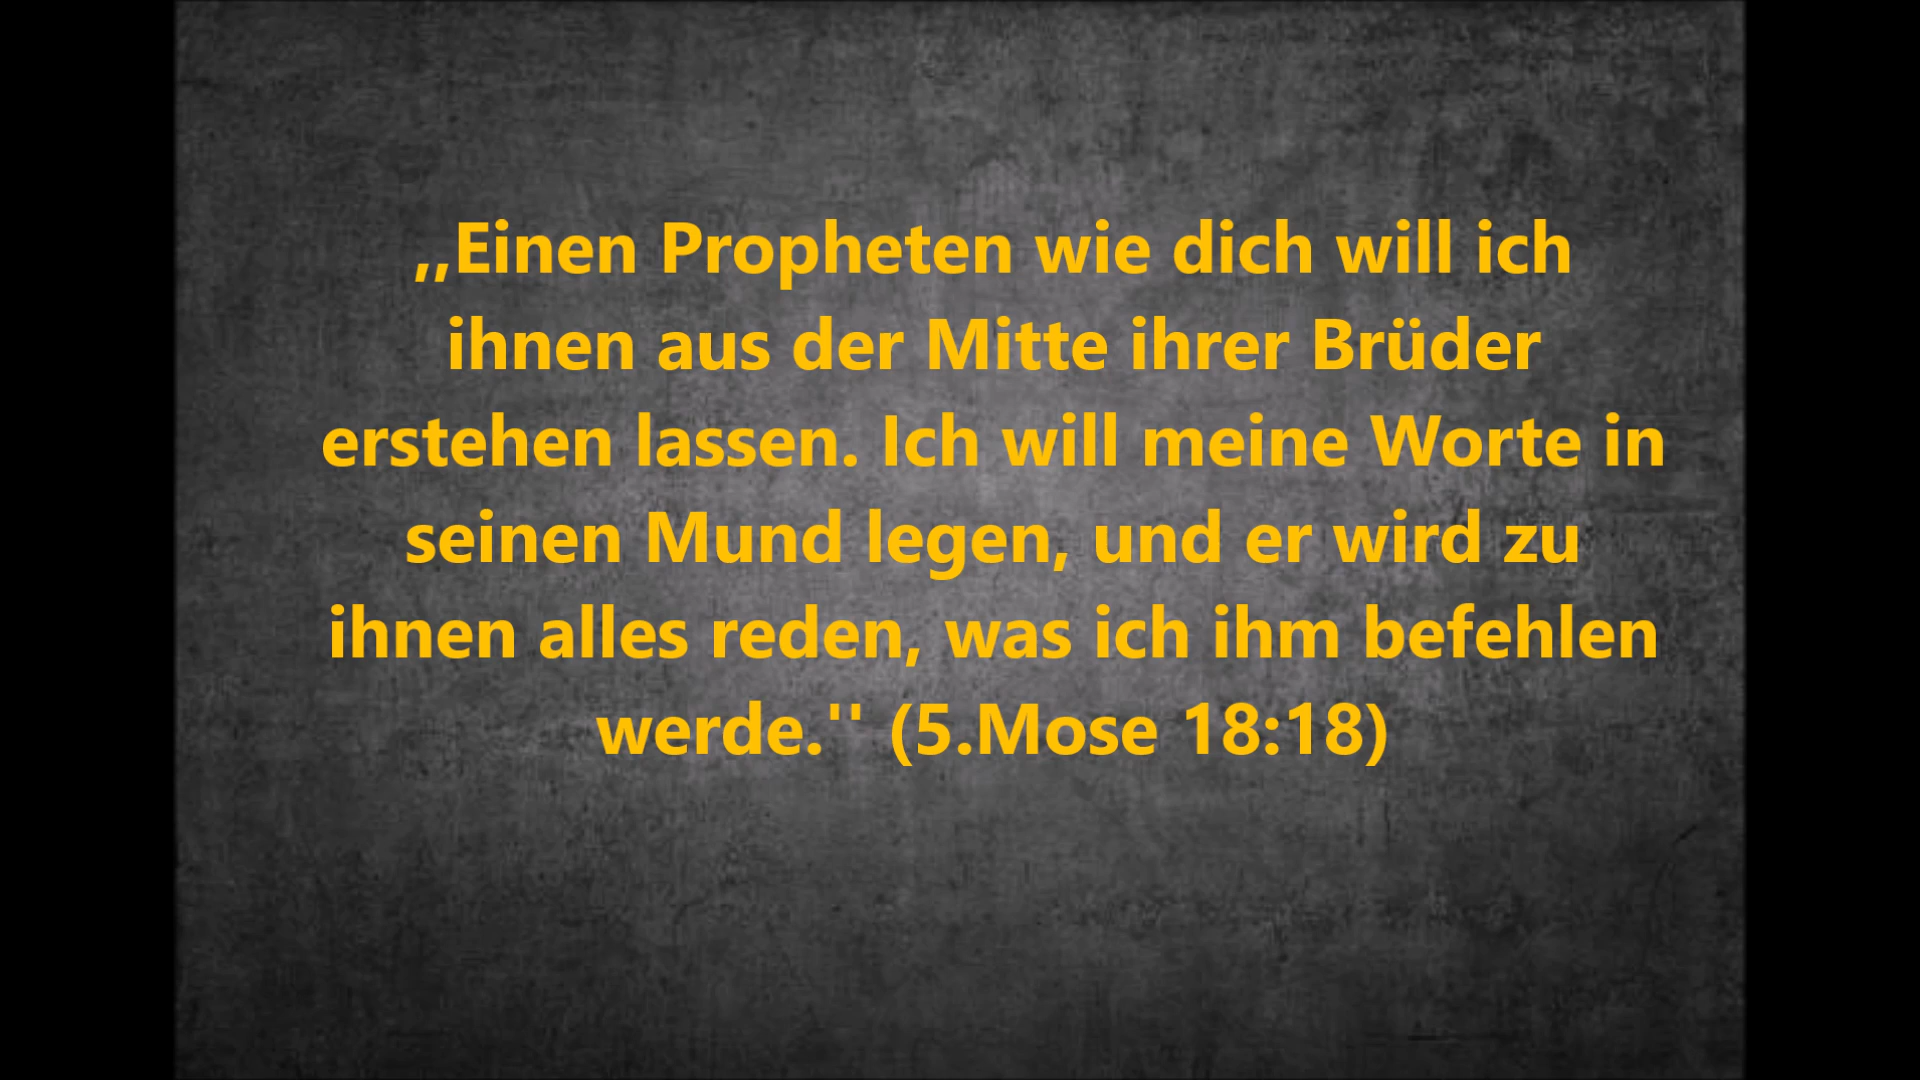 ,,Einen Propheten wie dich will ich
ihnen aus der Mitte ihrer Brüder
erstehen lassen. Ich will meine Worte in
seinen Mund legen, und er wird zu
ihnen alles reden, was ich ihm befehlen
werde.'' (5.Mose 18:18)